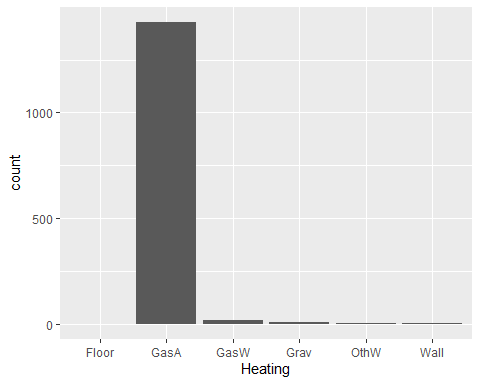 count
1000
500
0
Floor GasA GasW Grav OthW Wall
Heating